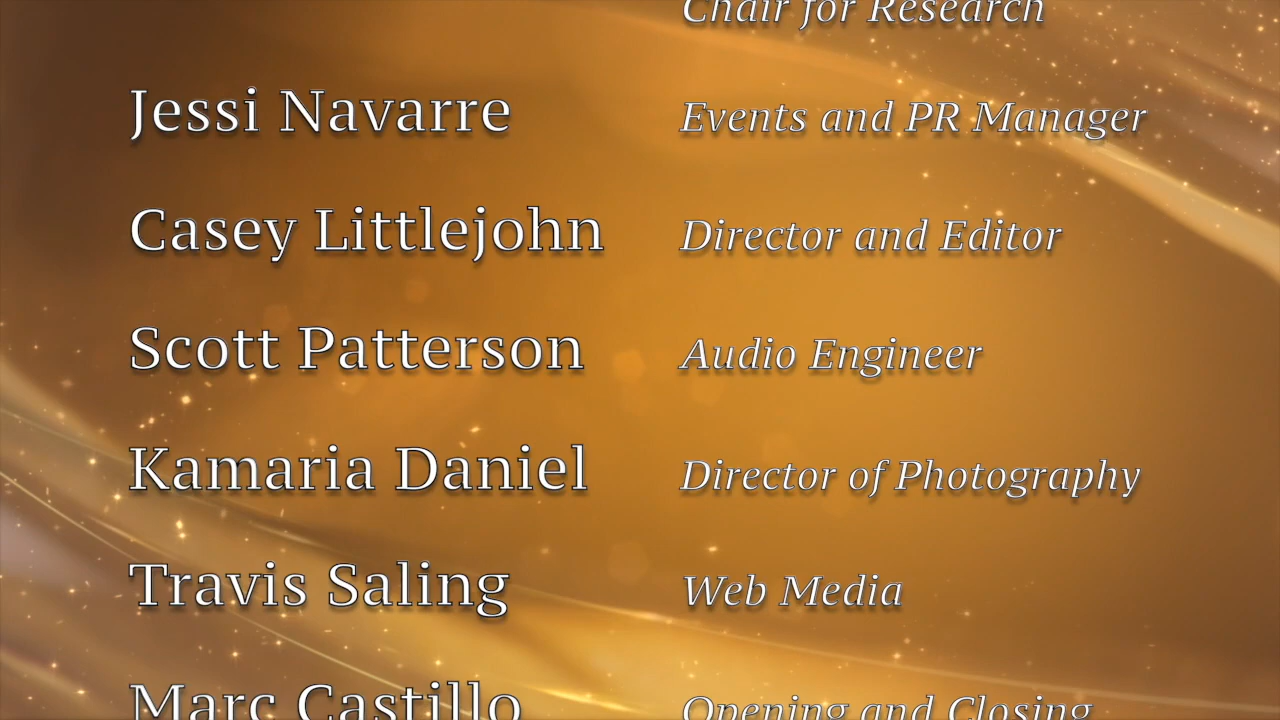 Chair for Research
Jessi Navarre Events and PR Manager
Casey Littlejohn Director and Editor
Scott Patterson Audio Engineer
Kamaria Daniel Director of Photography
Travis Saling Web Media
Marc Castillo Opening and Closing